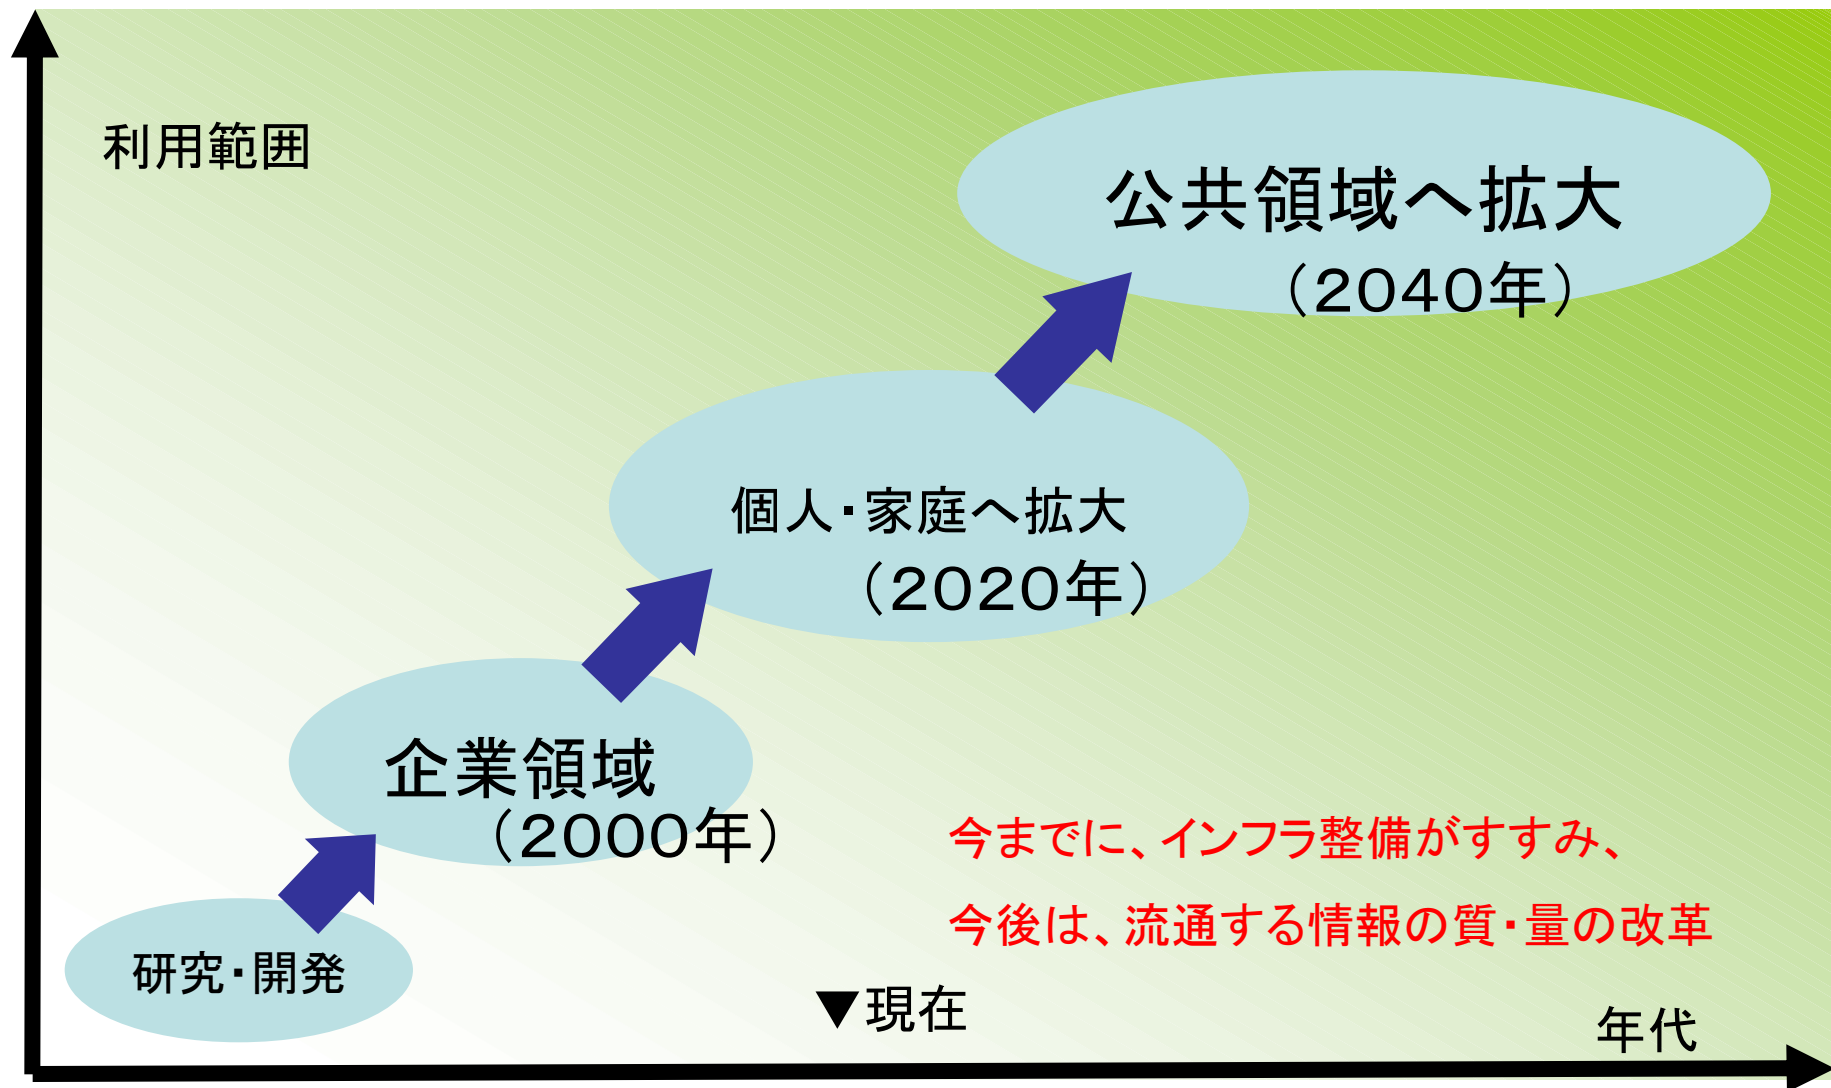 利用範囲
公共領域へ拡大
（２０４０年）
個人・家庭へ拡大
（２０２０年）
企業領域
（２０００年）
今までに、インフラ整備がすすみ、
今後は、流通する情報の質・量の改革
研究・開発
▼現在
年代